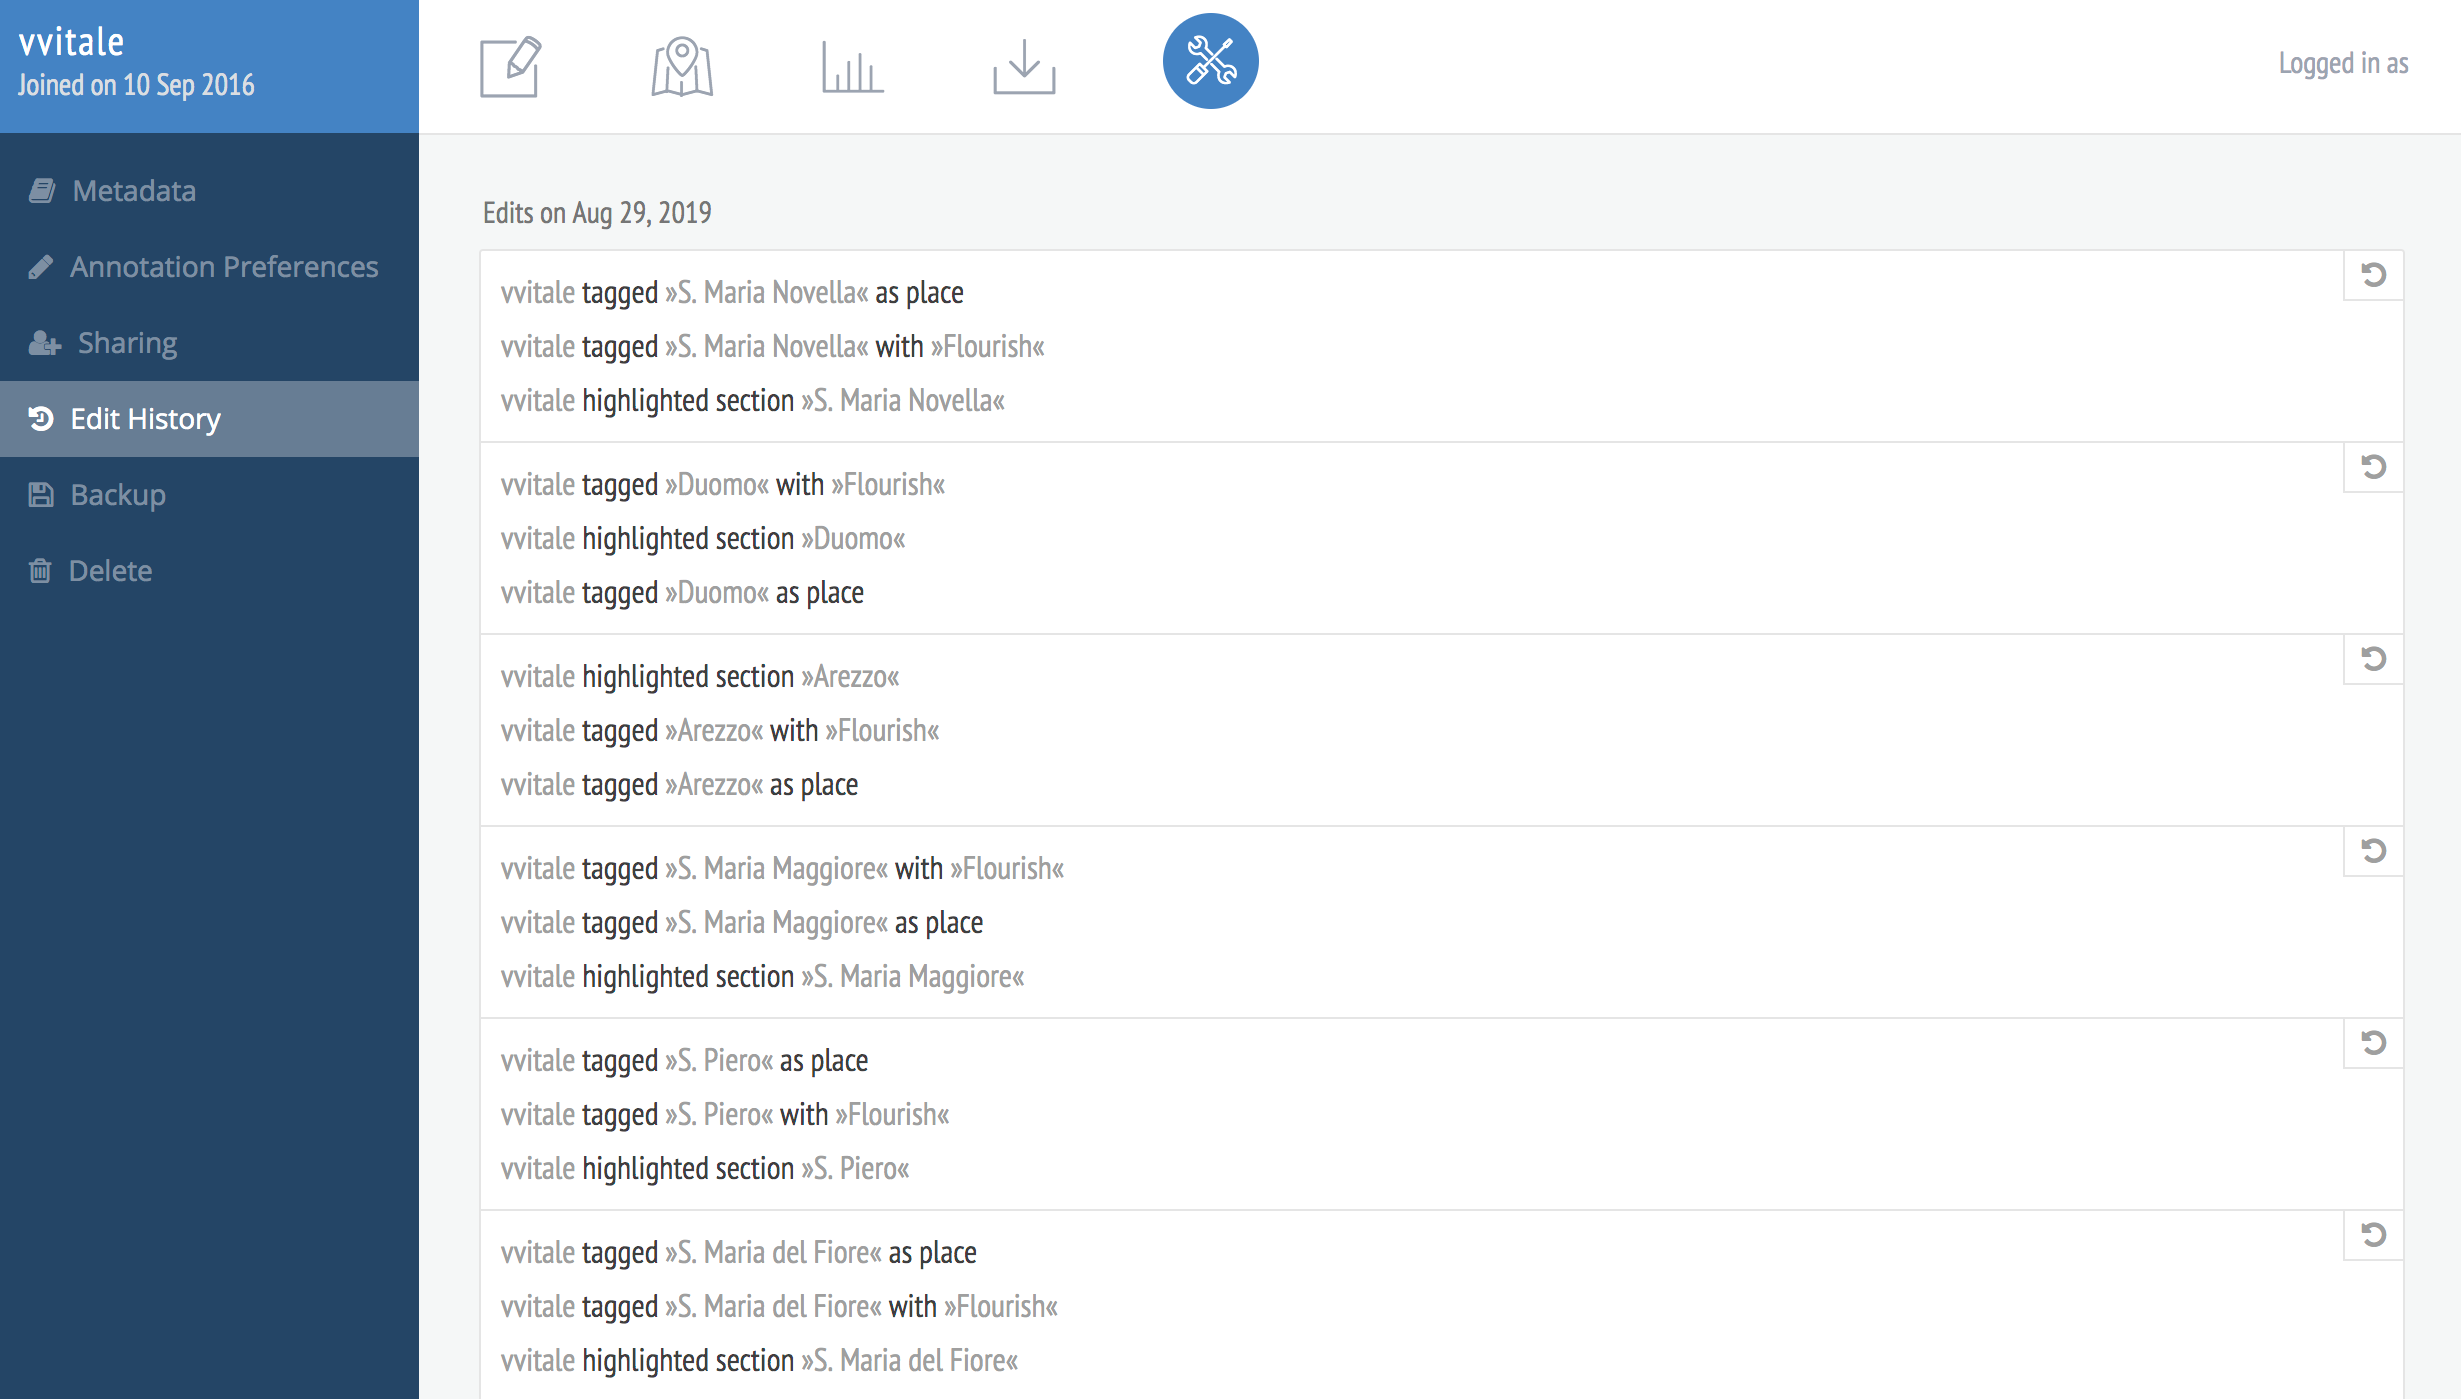 vvitale
Joined on 10 Sep 2016
Logged in as
Metadata
Annotation Preferences
Sharing
Edit History
Backup
Delete
Edits on Aug 29, 2019
vvitale tagged »S. Maria Novella« as place
vvitale tagged »S. Maria Novella« with »Flourish«
vvitale highlighted section »S. Maria Novella«
vvitale tagged »Duomo« with »Flourish«
vvitale highlighted section »Duomo«
vvitale tagged »Duomo« as place
vvitale highlighted section »Arezzo«
vvitale tagged »Arezzo« with »Flourish«
vvitale tagged »Arezzo« as place
vvitale tagged »S. Maria Maggiore« with »Flourish«
vvitale tagged »S. Maria Maggiore« as place
vvitale highlighted section »S. Maria Maggiore«
vvitale tagged »S. Piero« as place
vvitale tagged »S. Piero« with »Flourish«
vvitale highlighted section »S. Piero«
vvitale tagged »S. Maria del Fiore« as place
vvitale tagged »S. Maria del Fiore« with »Flourish«
vvitale highlighted section »S. Maria del Fiore«